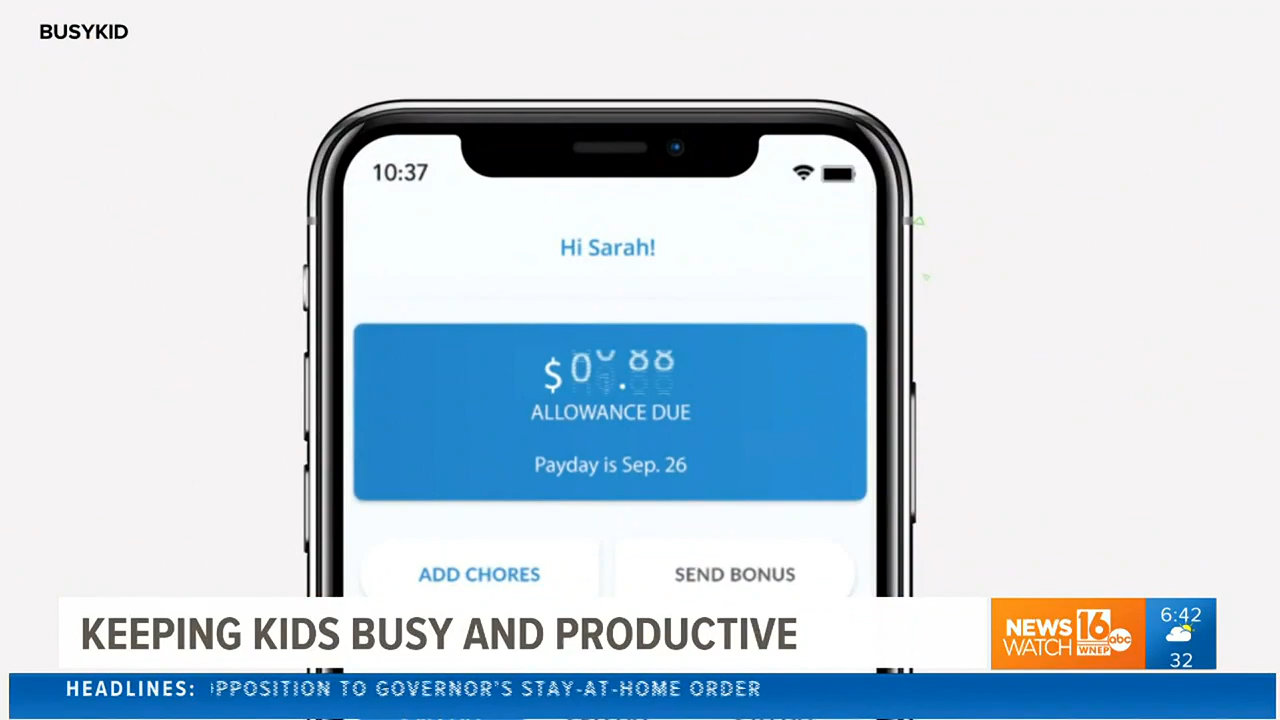 BUSYKID
10:37
Hi Sarah!
$
ALLOWANCE DUE
Payday is Sep. 26
ADD CHORES
SEND BONUS
KEEPING KIDS BUSY AND PRODUCTIVE
NEWS
WATCH
16
WNEP
abc
6:42
32
HEADLINES:
TO GOVERNOR'S STAY-AT-HOME ORDER